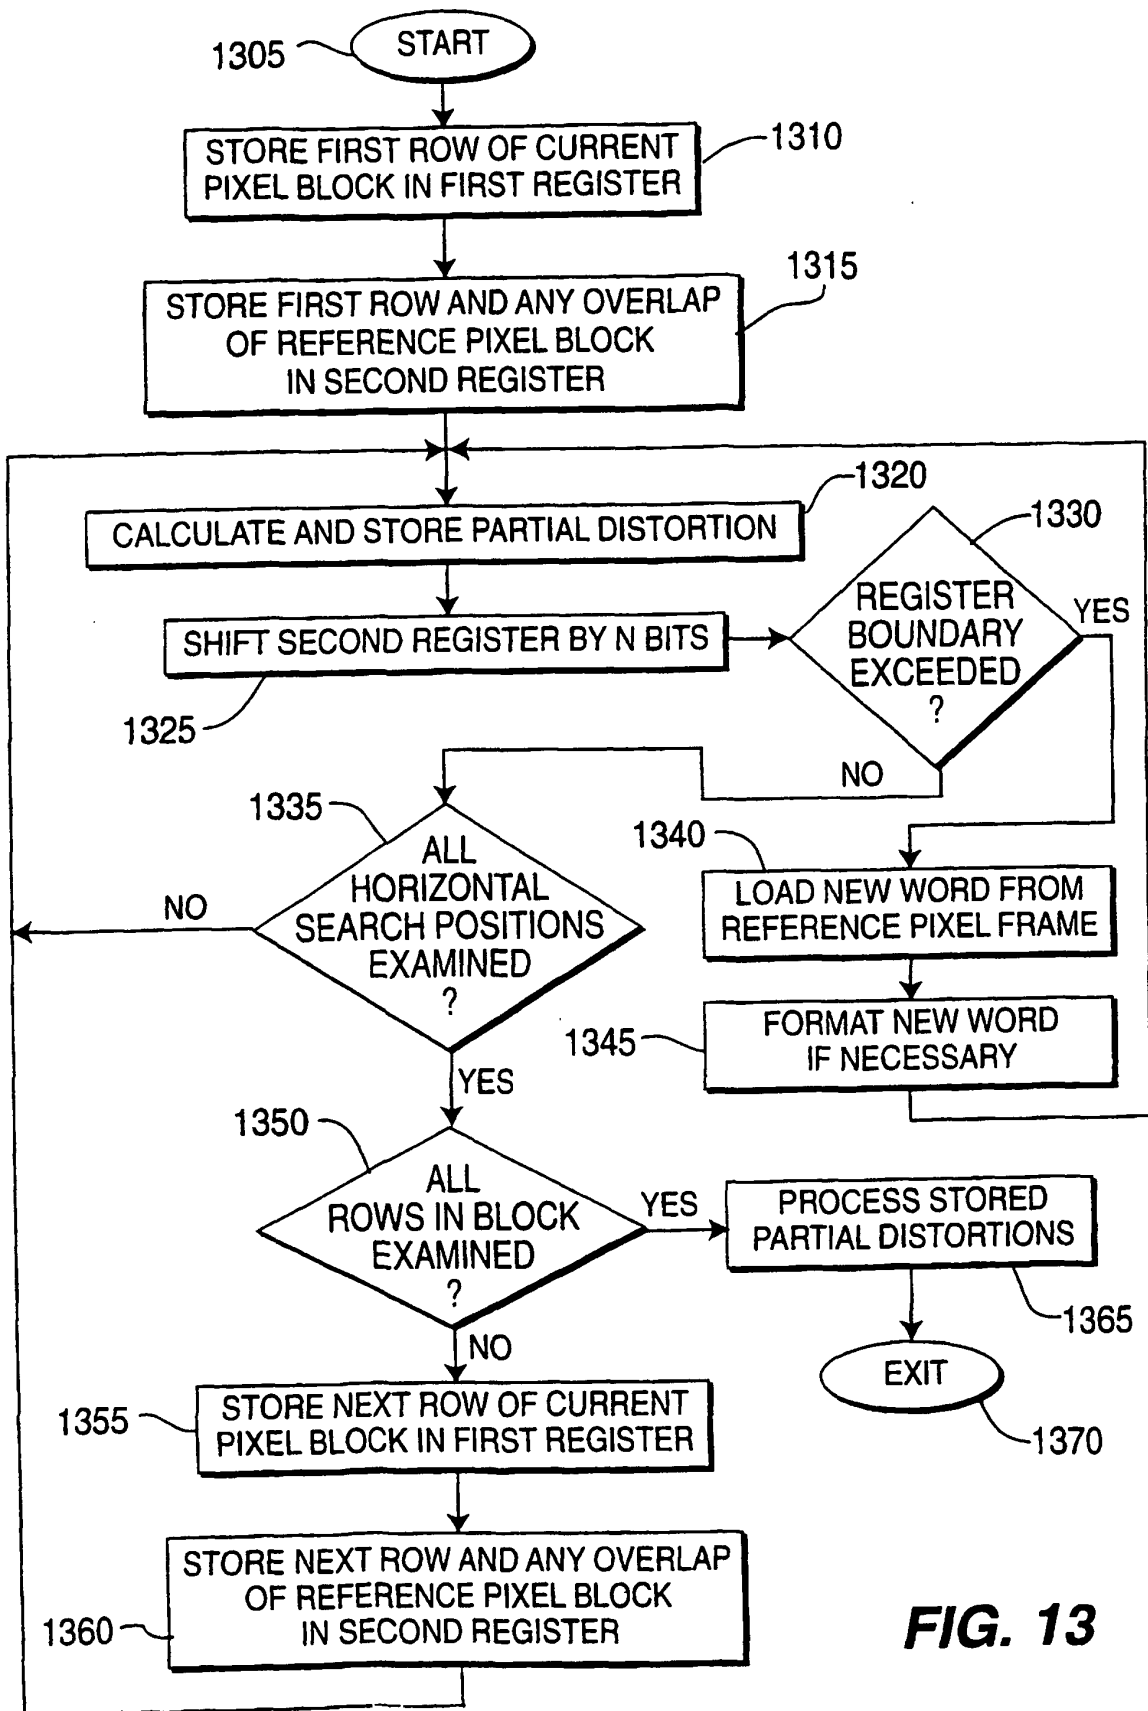 START
1305
STORE FIRST ROW OF CURRENT
PIXEL BLOCK IN FIRST REGISTER
1310
1315
STORE FIRST ROW AND ANY OVERLAP
OF REFERENCE PIXEL BLOCK
IN SECOND REGISTER
1320
CALCULATE AND STORE PARTIAL DISTORTION
1330
REGISTER
BOUNDARY
EXCEEDED
?
YES
SHIFT SECOND REGISTER BY N BITS
1325
NO
1335
ALL
HORIZONTAL
SEARCH POSITIONS
EXAMINED
?
NO
1340
LOAD NEW WORD FROM
REFERENCE PIXEL FRAME
FORMAT NEW WORD
IF NECESSARY
1345
YES
1350
ALL
ROWS IN BLOCK
EXAMINED
?
YES
PROCESS STORED
PARTIAL DISTORTIONS
1365
NO
EXIT
1370
1355
STORE NEXT ROW OF CURRENT
PIXEL BLOCK IN FIRST REGISTER
STORE NEXT ROW AND ANY OVERLAP
OF REFERENCE PIXEL BLOCK
IN SECOND REGISTER
1360
FIG. 13